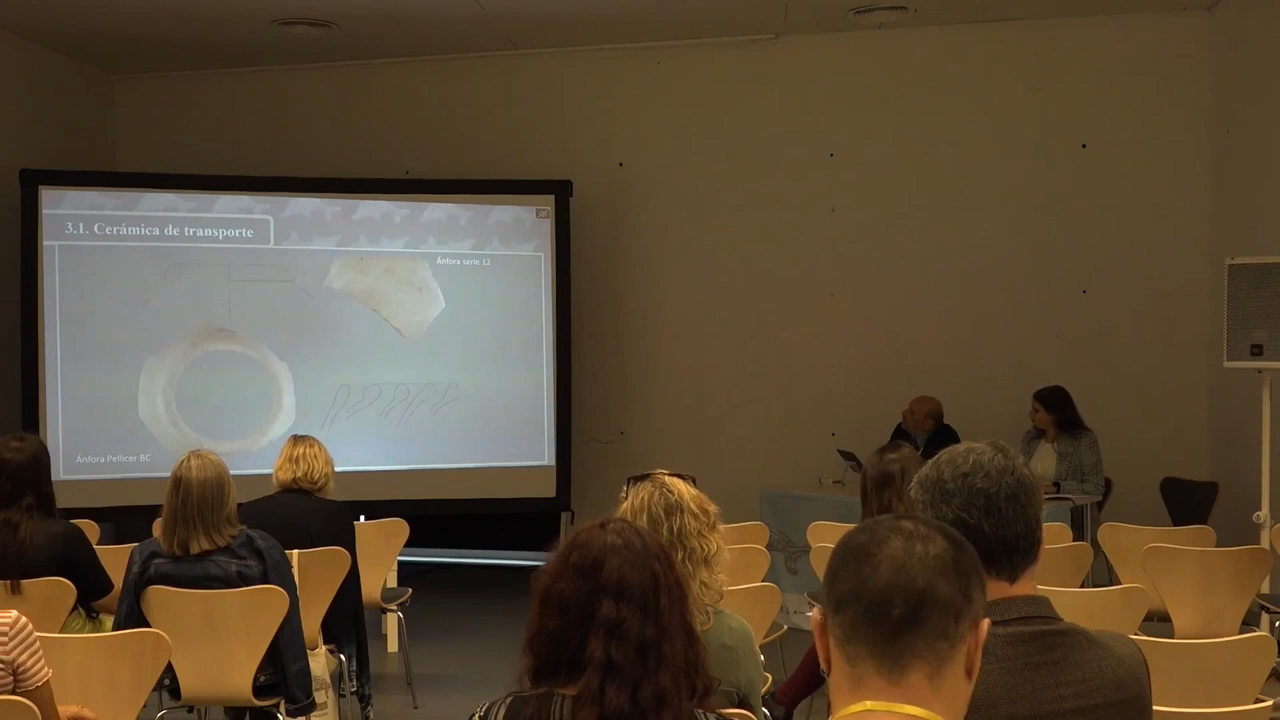 3.1. Cerámica de transporte
Ánfora serie 12
Ánfora Pellicer BC